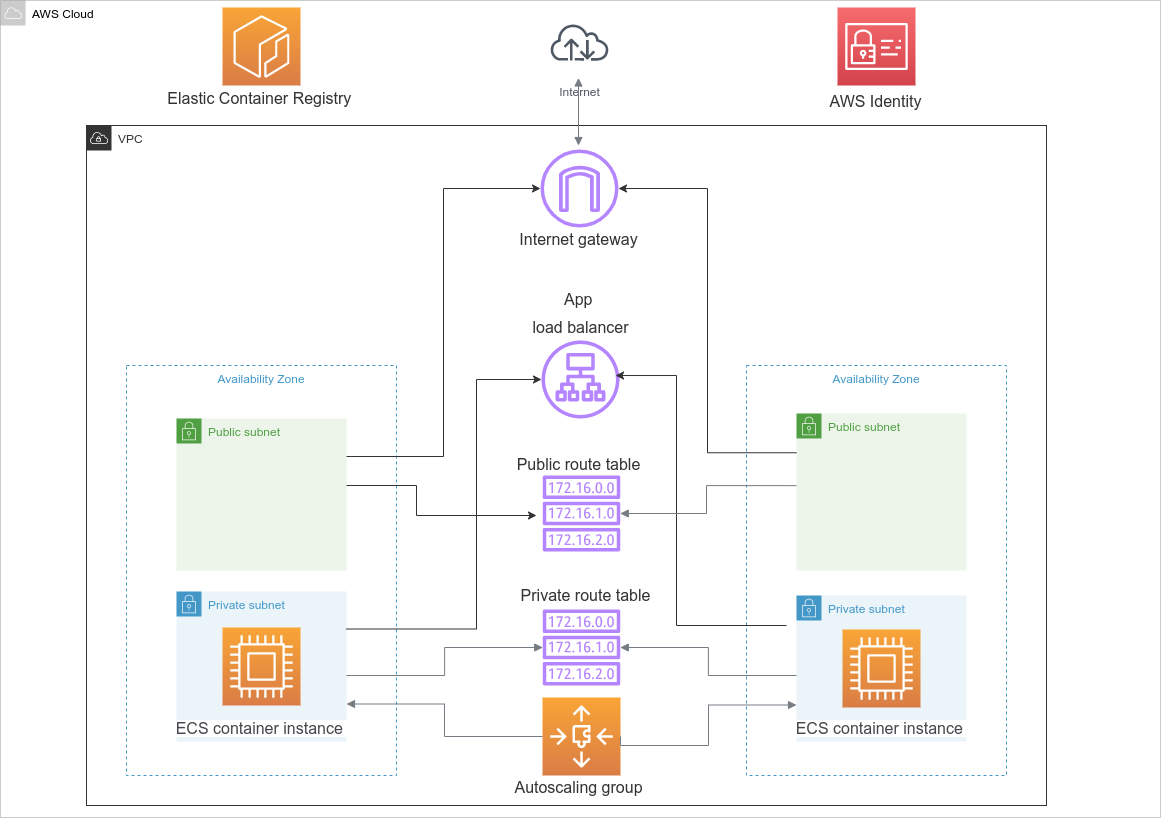 AWS Cloud
Elastic Container Registry
Internet
AWS Identity
VPC
Internet gateway
App
load balancer
Availability Zone
Availability Zone
Public subnet
Public subnet
Public route table
172.16.0.0
172.16.1.0
172.16.2.0
Private route table
Private subnet
Private subnet
172.16.0.0
172.16.1.0
172.16.2.0
ECS container instance
ECS container instance
Autoscaling group